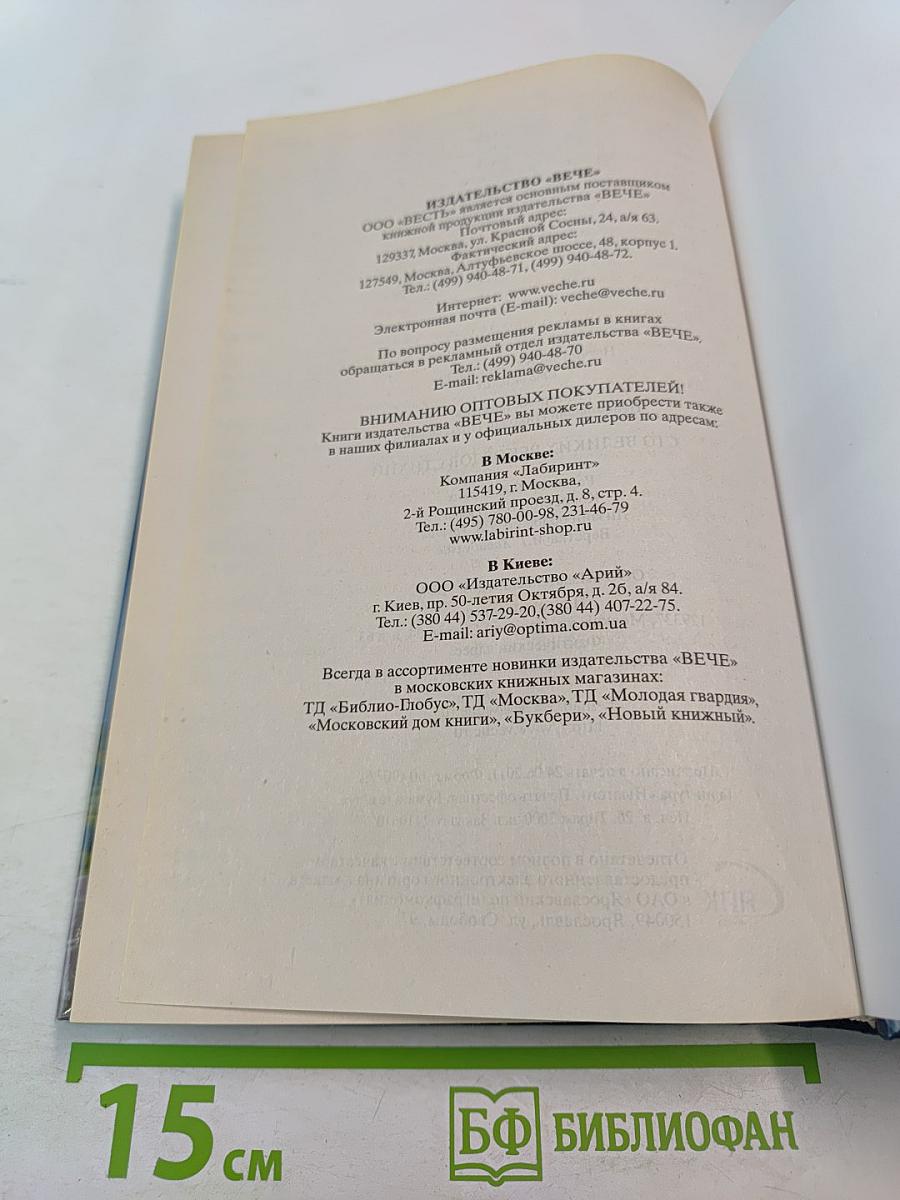 ИЗДАТЕЛЬСТВО «ВЕЧЕ»
ООО «ВЕСТЬ» является основным поставщиком
книжной продукции издательства «ВЕЧЕ»
Почтовый адрес:
129337, Москва, ул. Красной Сосны, 24, а/я 63.
Фактический адрес:
127549, Москва, Алтуфьевское шоссе, 48, корпус 1.
Тел.: (499) 940-48-71, (499) 940-48-72.
Интернет: www.veche.ru
Электронная почта (E-mail): veche@veche.ru
По вопросу размещения рекламы в книгах
обращаться в рекламный отдел издательства «ВЕЧЕ».
Тел.: (499) 940-48-70
E-mail: reklama@veche.ru
ВНИМАНИЮ ОПТОВЫХ ПОКУПАТЕЛЕЙ!
Книги издательства «ВЕЧЕ» вы можете приобрести также
в наших филиалах и у официальных дилеров по адресам:
В Москве:
Компания «Лабиринт»
115419, г. Москва,
2-й Рощинский проезд, д. 8, стр. 4.
Тел.: (495) 780-00-98, 231-46-79
www.labirint-shop.ru
В Киеве:
ООО «Издательство «Арий»
г. Киев, пр. 50-летия Октября, д. 2б, а/я 84.
Тел.: (380 44) 537-29-20,(380 44) 407-22-75.
E-mail: ariy@optima.com.ua
Всегда в ассортименте новинки издательства «ВЕЧЕ»
в московских книжных магазинах:
ТД «Библио-Глобус», ТД «Москва», ТД «Молодая гвардия»,
«Московский дом книги», «Букбери», «Новый книжный».
15 см
БФ БИБЛИОФАН